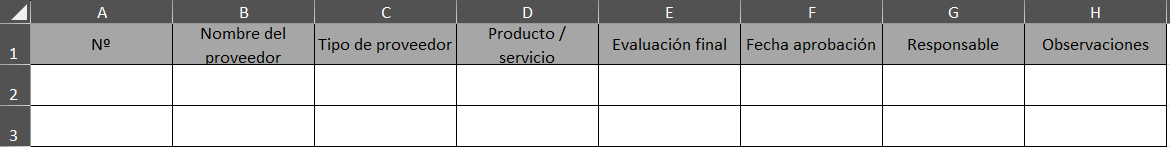 A B C D E F G H
1 Nº Nombre del proveedor Tipo de proveedor Producto / servicio Evaluación final Fecha aprobación Responsable Observaciones
2
3